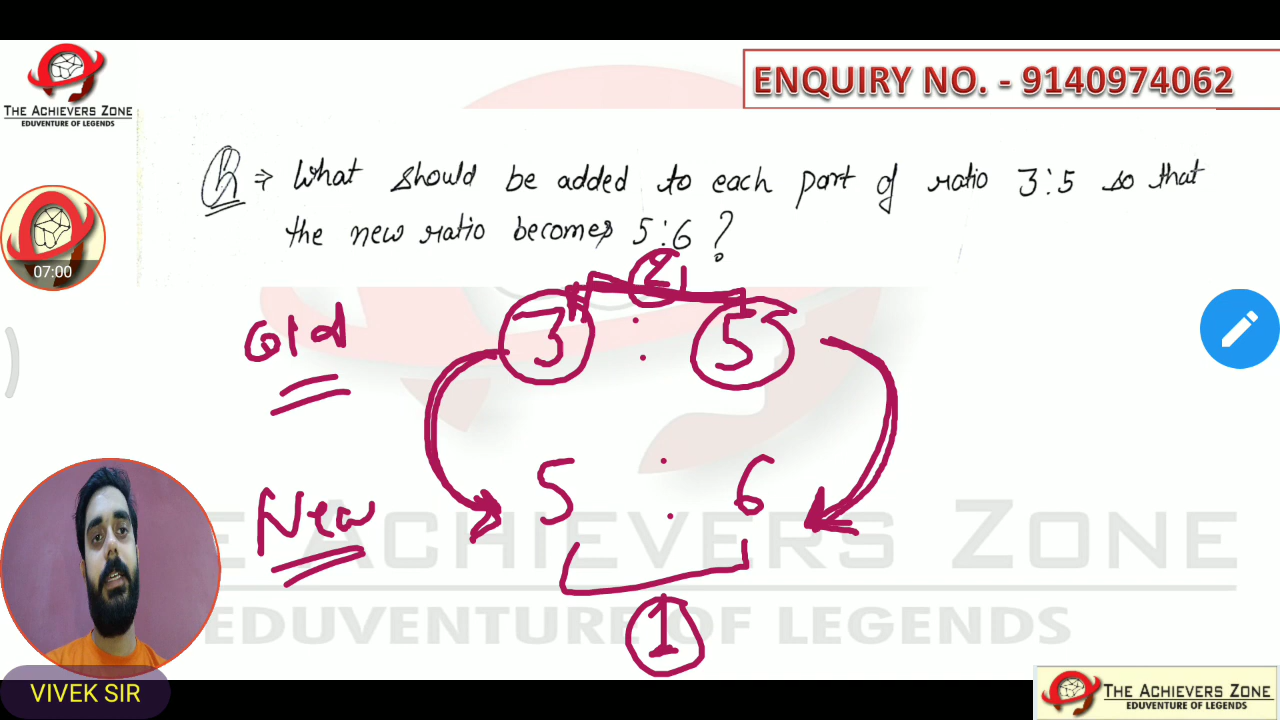 THE ACHIEVERS ZONE
EDUVENTURE OF LEGENDS
ENQUIRY NO. - 9140974062
Q ⇒ What should be added to each part of ratio 3:5 so that
the new ratio becomes 5:6 ?
07:00
2
Old 3 : 5
New 5 : 6
THE ACHIEVERS ZONE
EDUVENTURE OF LEGENDS
1
VIVEK SIR
THE ACHIEVERS ZONE
EDUVENTURE OF LEGENDS